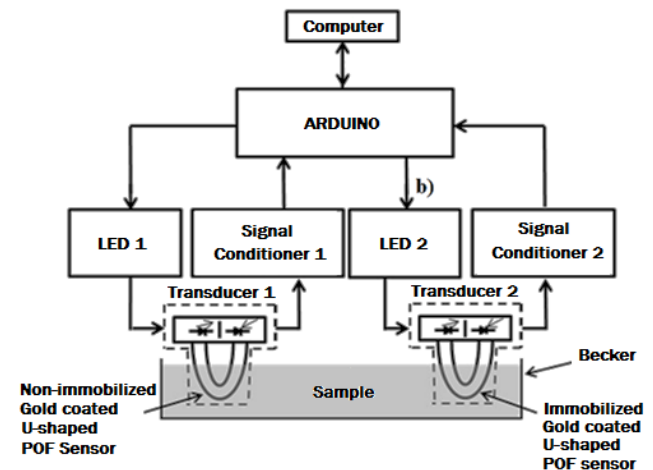 Computer
ARDUINO
b)
LED 1
Signal
Conditioner 1
LED 2
Signal
Conditioner 2
Transducer 1
Transducer 2
Becker
Sample
Non-immobilized
Gold coated
U-shaped
POF Sensor
Immobilized
Gold coated
U-shaped
POF sensor